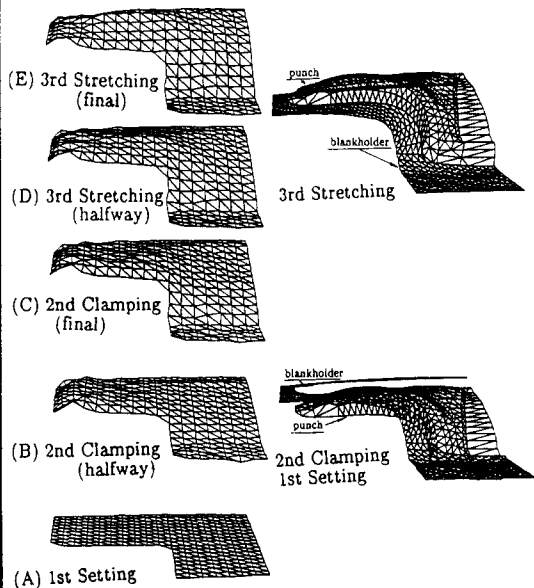 (E) 3rd Stretching
(final)
punch
blankholder
3rd Stretching
(D) 3rd Stretching
(halfway)
(C) 2nd Clamping
(final)
blankholder
punch
(B) 2nd Clamping
(halfway)
2nd Clamping
1st Setting
(A) 1st Setting